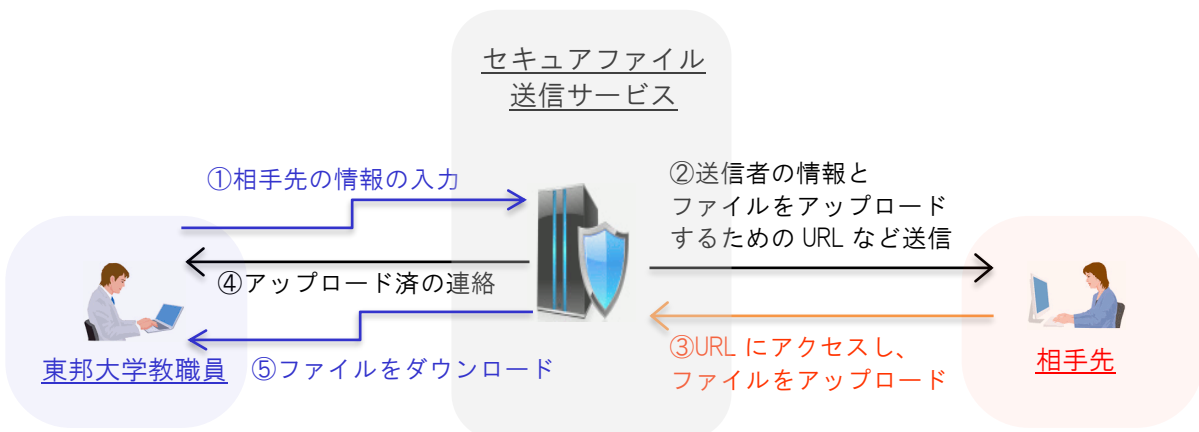 セキュアファイル
送信サービス
①相手先の情報の入力
②送信者の情報と
ファイルをアップロード
するための URL など送信
④アップロード済の連絡
③URL にアクセスし、
ファイルをアップロード
⑤ファイルをダウンロード
東邦大学教職員
相手先